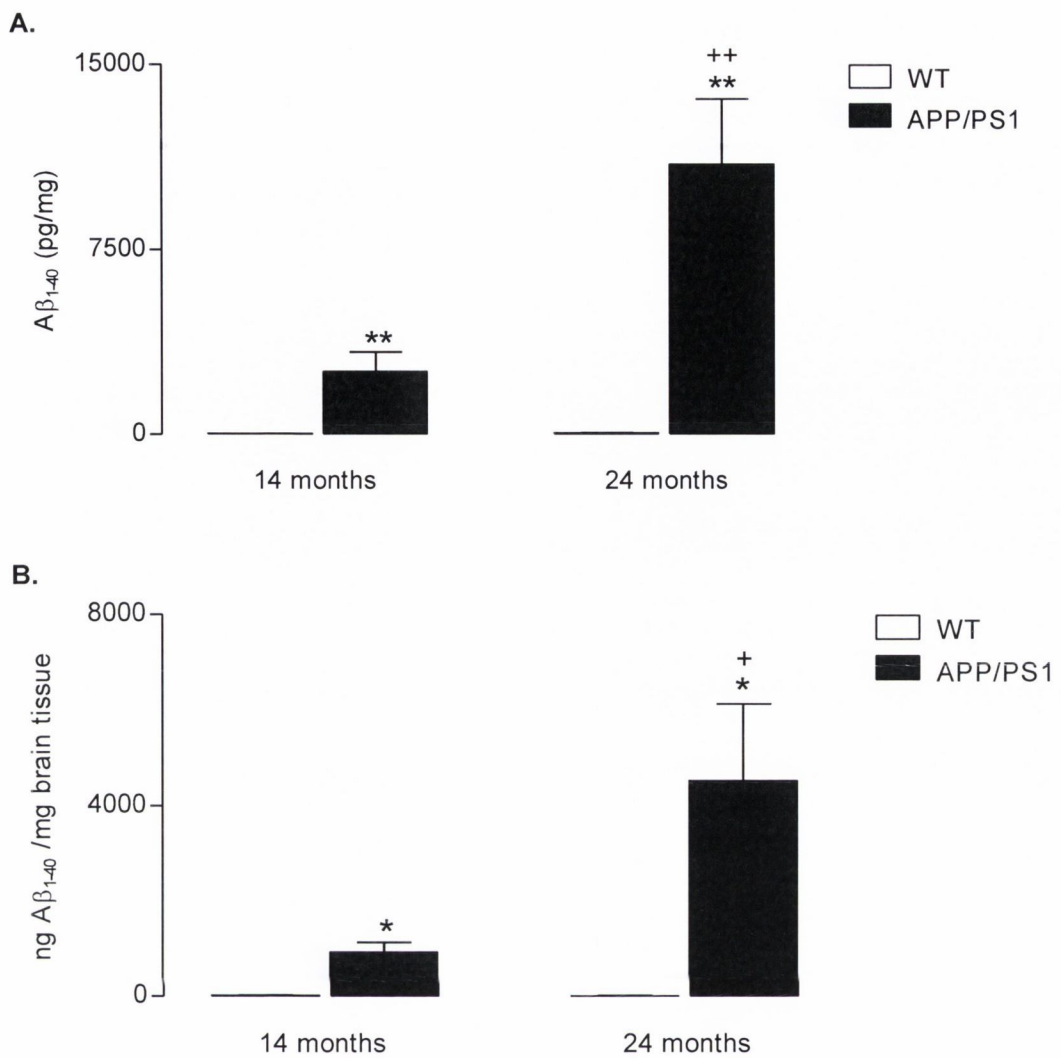 A.
15000
7500
0
Aβ1-40 (pg/mg)
**
++
**
14 months
24 months
WT
APP/PS1
B.
8000
4000
0
ng Aβ1-40 /mg brain tissue
*
+
*
14 months
24 months
WT
APP/PS1